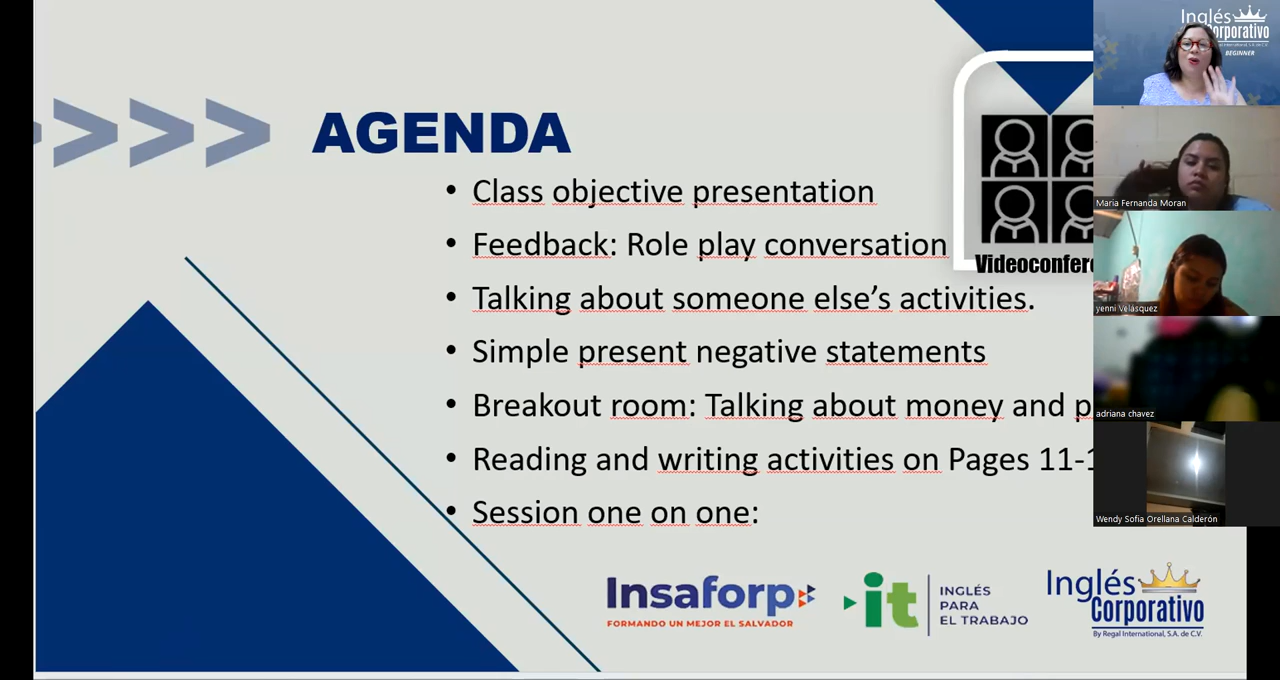 AGENDA
• Class objective presentation
• Feedback: Role play conversation
• Talking about someone else's activities.
• Simple present negative statements
• Breakout room: Talking about money and
• Reading and writing activities on Pages
• Session one on one:
Insaforp
FORMANDO UN MEJOR EL SALVADOR
it
INGLÉS
PARA
EL TRABAJO
Inglés
Corporativo
By Regal International, S.A. de C.V.
Inglés
Corporativo
BEGINNER
Maria Fernanda Moran
yenni Velásquez
adriana chavez
Wendy Sofia Orellana Calderón